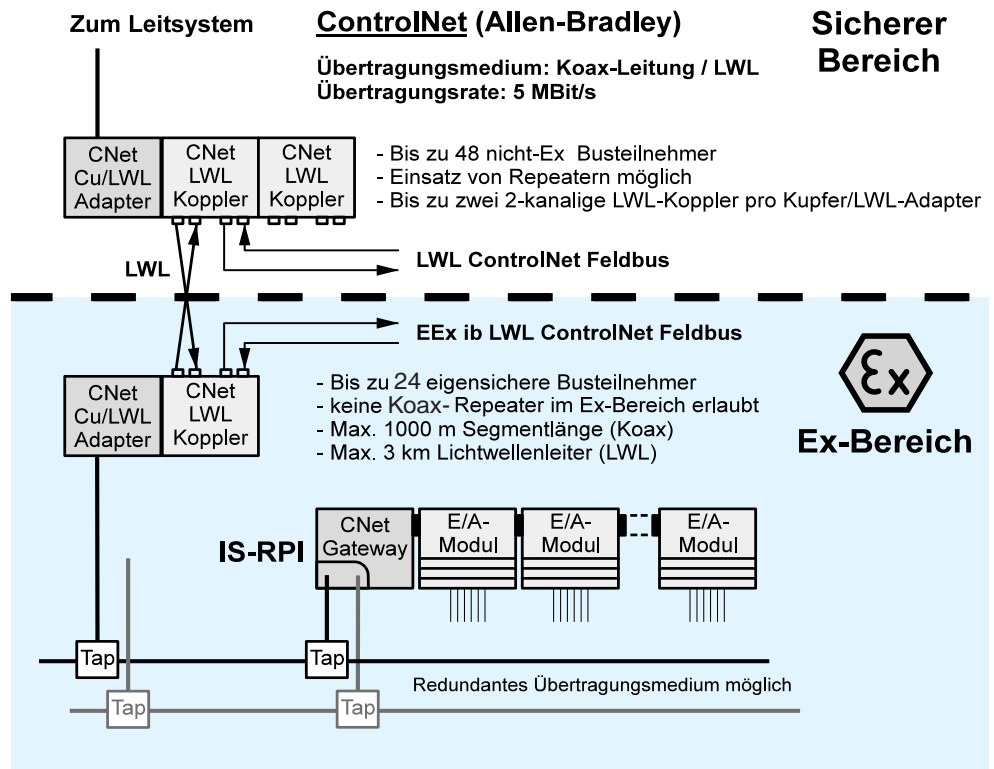 Zum Leitsystem
ControlNet (Allen-Bradley)
Sicherer
Bereich
Übertragungsmedium: Koax-Leitung / LWL
Übertragungsrate: 5 MBit/s
CNet
Cu/LWL
Adapter
CNet
LWL
Koppler
CNet
LWL
Koppler
- Bis zu 48 nicht-Ex Busteilnehmer
- Einsatz von Repeatern möglich
- Bis zu zwei 2-kanalige LWL-Koppler pro Kupfer/LWL-Adapter
LWL
LWL ControlNet Feldbus
EEx ib LWL ControlNet Feldbus
CNet
Cu/LWL
Adapter
CNet
LWL
Koppler
- Bis zu 24 eigensichere Busteilnehmer
- keine Koax-Repeater im Ex-Bereich erlaubt
- Max. 1000 m Segmentlänge (Koax)
- Max. 3 km Lichtwellenleiter (LWL)
Ex
Ex-Bereich
IS-RPI
CNet
Gateway
E/A-
Modul
E/A-
Modul
E/A-
Modul
Tap
Tap
Redundantes Übertragungsmedium möglich
Tap
Tap